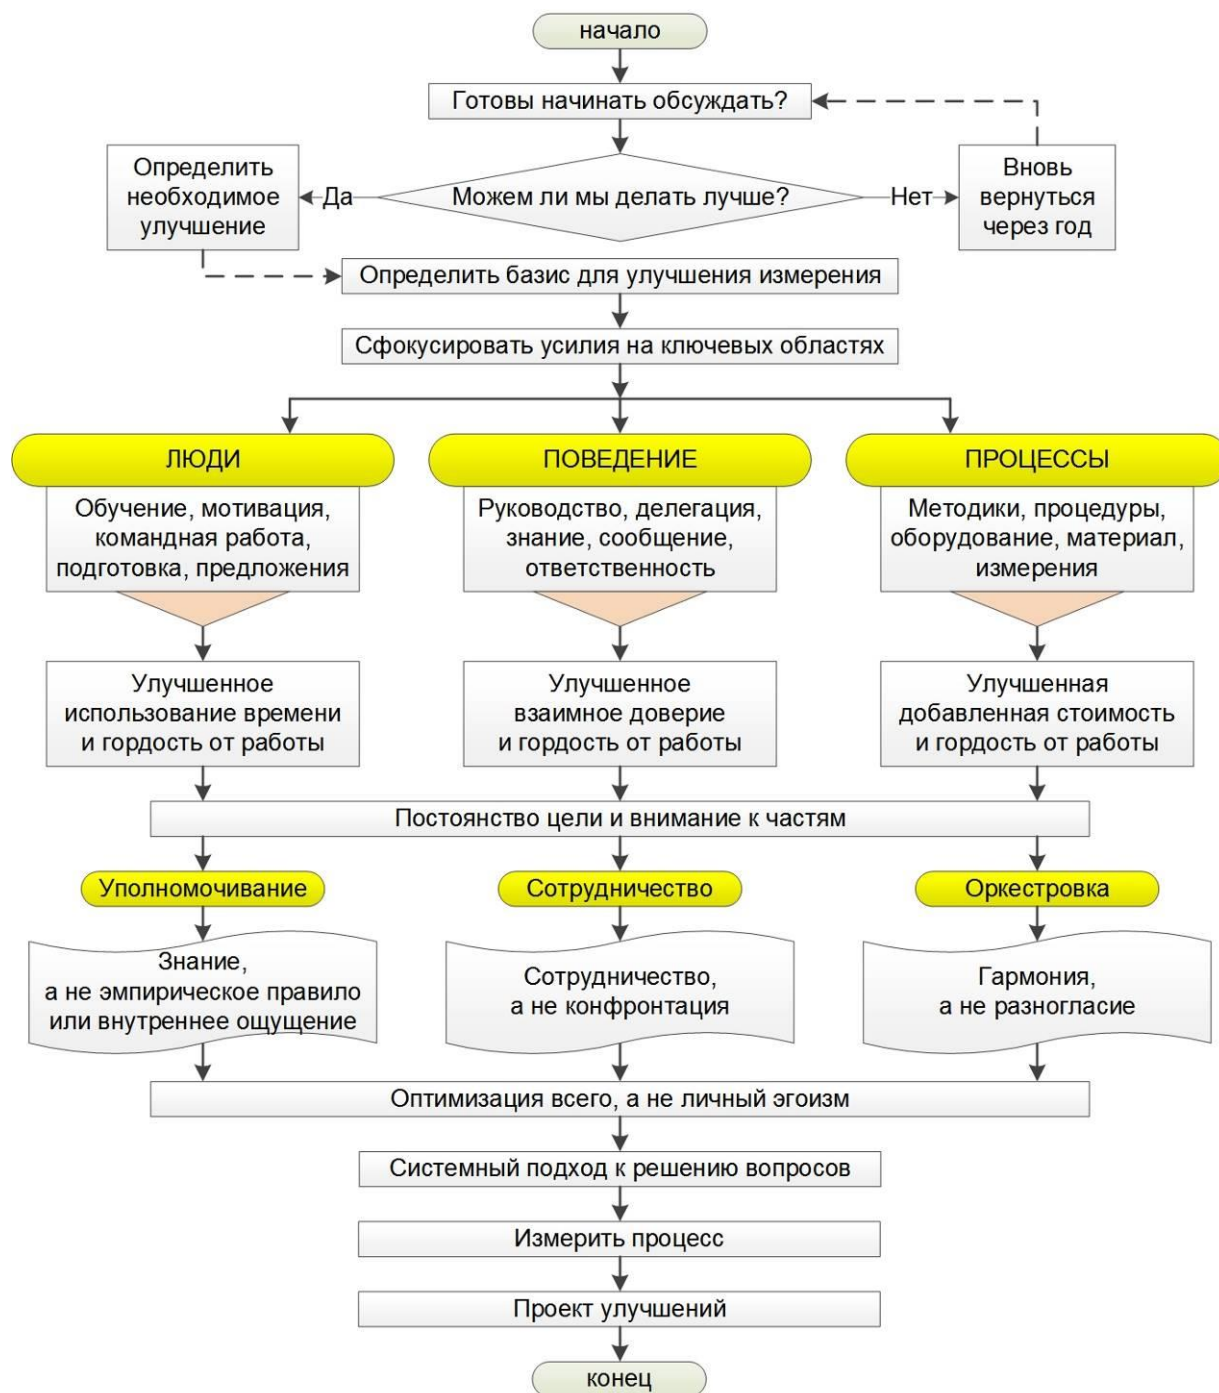 начало
Готовы начинать обсуждать?
Определить
необходимое
улучшение
Да
Можем ли мы делать лучше?
Нет
Вновь
вернуться
через год
Определить базис для улучшения измерения
Сфокусировать усилия на ключевых областях
ЛЮДИ
ПОВЕДЕНИЕ
ПРОЦЕССЫ
Обучение, мотивация,
командная работа,
подготовка, предложения
Руководство, делегация,
знание, сообщение,
ответственность
Методики, процедуры,
оборудование, материал,
измерения
Улучшенное
использование времени
и гордость от работы
Улучшенное
взаимное доверие
и гордость от работы
Улучшенная
добавленная стоимость
и гордость от работы
Постоянство цели и внимание к частям
Уполномочивание
Сотрудничество
Оркестровка
Знание,
а не эмпирическое правило
или внутреннее ощущение
Сотрудничество,
а не конфронтация
Гармония,
а не разногласие
Оптимизация всего, а не личный эгоизм
Системный подход к решению вопросов
Измерить процесс
Проект улучшений
конец